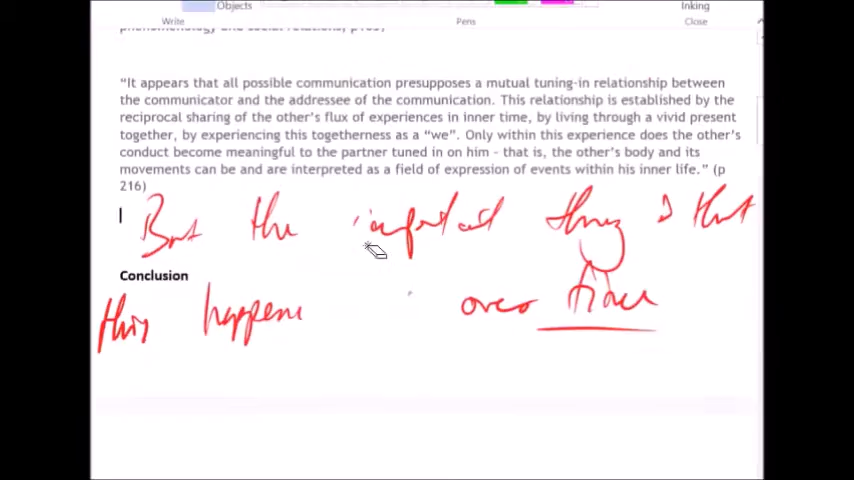 Objects
Write Pens Inking
Close
phenomenology and social relations, p163)
“It appears that all possible communication presupposes a mutual tuning-in relationship between
the communicator and the addressee of the communication. This relationship is established by the
reciprocal sharing of the other’s flux of experiences in inner time, by living through a vivid present
together, by experiencing this togetherness as a “we”. Only within this experience does the other’s
conduct become meaningful to the partner tuned in on him - that is, the other’s body and its
movements can be and are interpreted as a field of expression of events within his inner life.” (p
216)
But the important thing is that
Conclusion
this happens over time